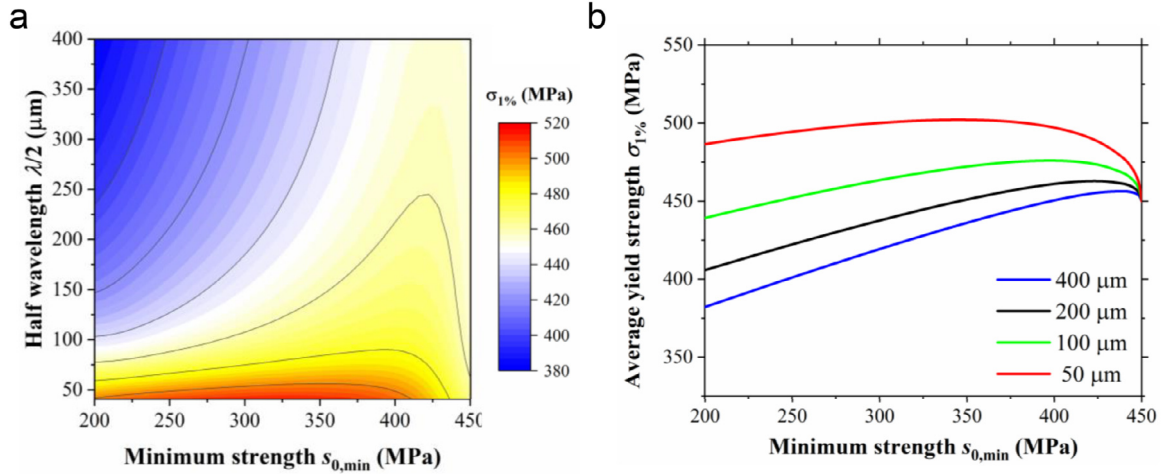 a
400
350
300
250
200
150
100
50
Half wavelength λ/2 (μm)
200 250 300 350 400 450
Minimum strength s0,min (MPa)
σ1% (MPa)
520
500
480
460
440
420
400
380
b
550
500
450
400
350
Average yield strength σ1% (MPa)
400 μm
200 μm
100 μm
50 μm
200 250 300 350 400 450
Minimum strength s0,min (MPa)